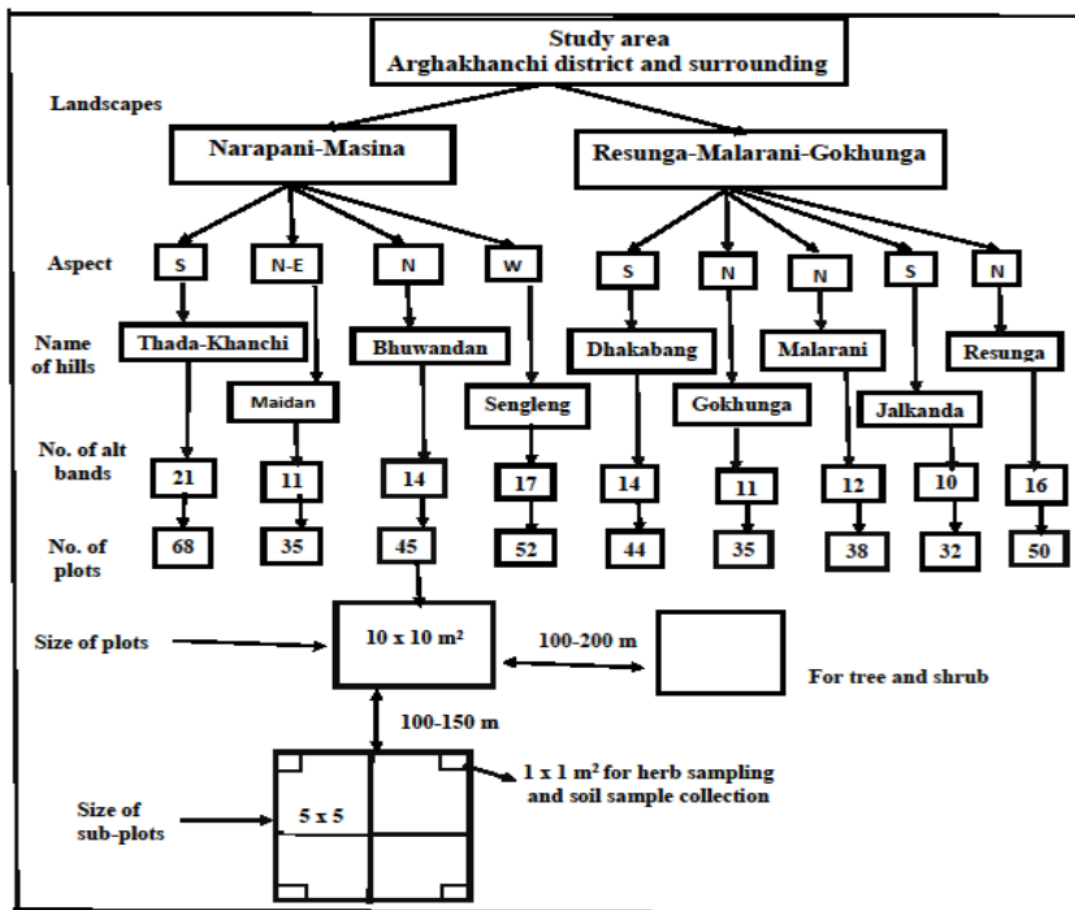 Study area
Arghakhanchi district and surrounding
Landscapes
Narapani-Masina
Resunga-Malarani-Gokhunga
Aspect
S
N-E
N
W
S
N
N
S
N
Name
of hills
Thada-Khanchi
Bhuwandan
Dhakabang
Malarani
Resunga
Maidan
Sengleng
Gokhunga
Jalkanda
No. of alt
bands
21
11
14
17
14
11
12
10
16
No. of
plots
68
35
45
52
44
35
38
32
50
Size of plots
10 x 10 m²
100-200 m
For tree and shrub
100-150 m
1 x 1 m² for herb sampling
and soil sample collection
Size of
sub-plots
5 x 5